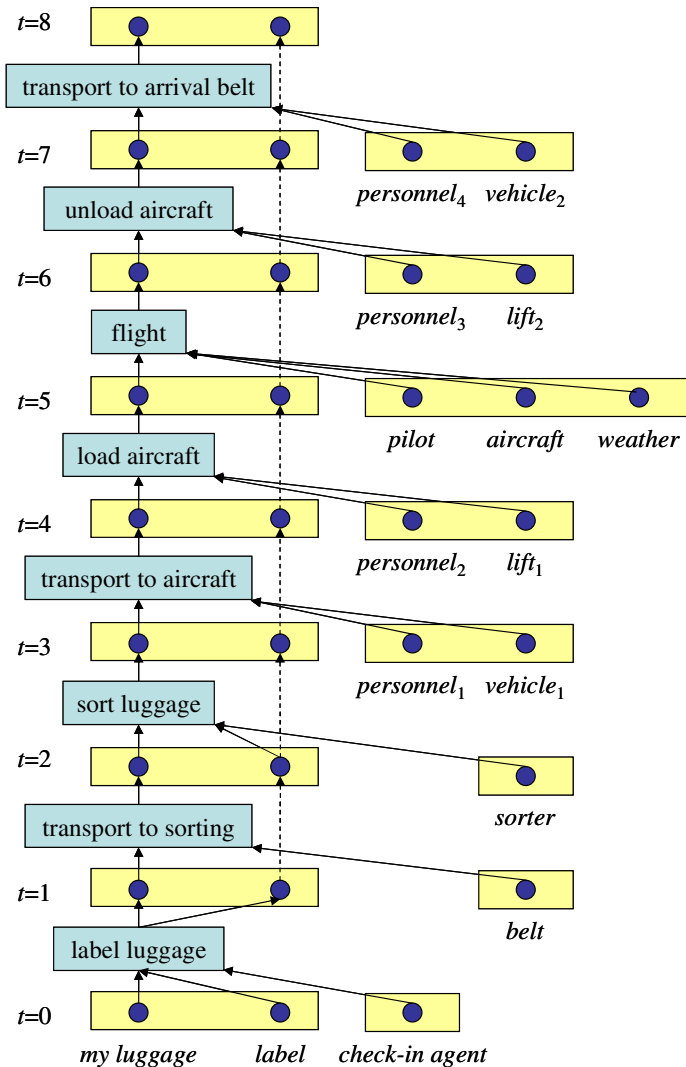 t=8
transport to arrival belt
t=7
personnel₄ vehicle₂
unload aircraft
t=6
personnel₃ lift₂
flight
t=5
pilot aircraft weather
load aircraft
t=4
personnel₂ lift₁
transport to aircraft
t=3
personnel₁ vehicle₁
sort luggage
t=2
sorter
transport to sorting
t=1
belt
label luggage
t=0
my luggage label check-in agent